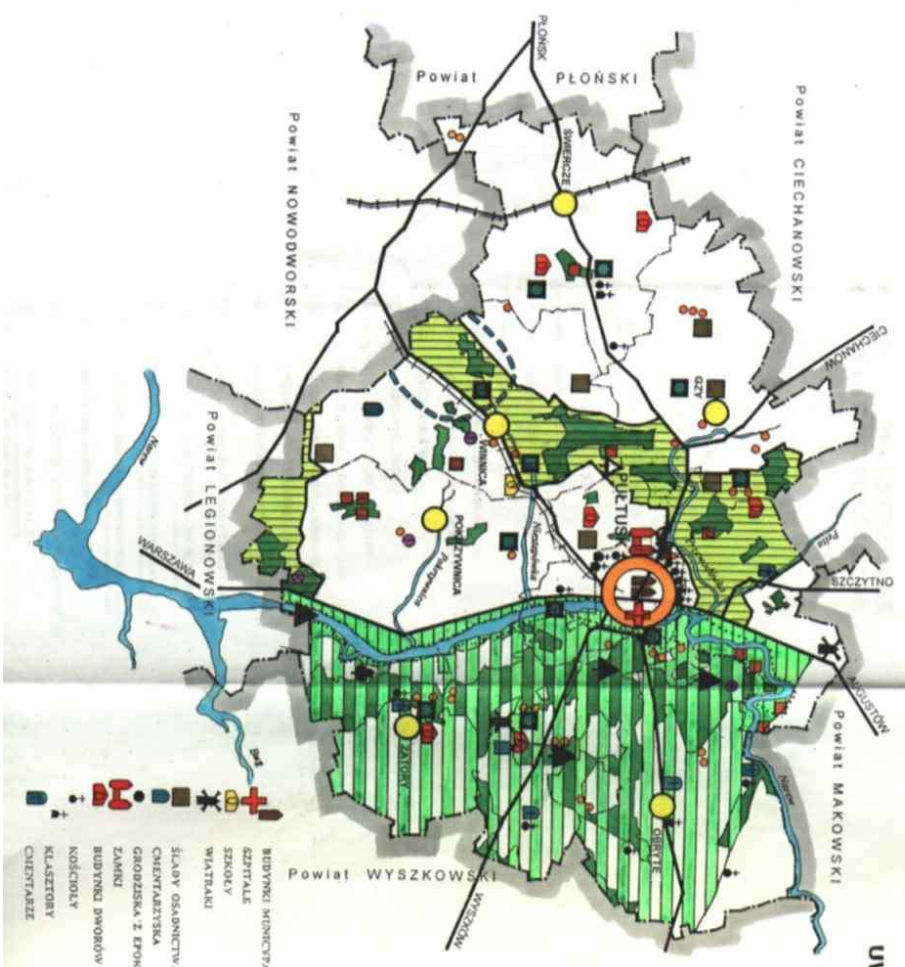 PŁOŃSK
Powiat PŁOŃSKI
Powiat CIECHANOWSKI
Powiat NOWODWORSKI
ŚWIERCZE
CIECHANÓW
GZY
WINNICA
PUŁTUSK
POKRZYWNICA
Pełta
SZCZYTNO
Narew
WARSZAWA
Powiat LEGIONOWSKI
AUGUSTÓW
Powiat MAKOWSKI
Narew
ZATORY
OBRYTE
Bug
Powiat WYSZKOWSKI
WYSZKÓW
BUDYNKI MUNICYPA
SZPITALE
SZKOŁY
WIATRAKI
ŚLADY OSADNICTW
CMENTARZYSKA
GRODZISKA Z EPOK
ZAMKI
BUDYNKI DWORÓW
KOŚCIOŁY
KLASZTORY
CMENTARZE